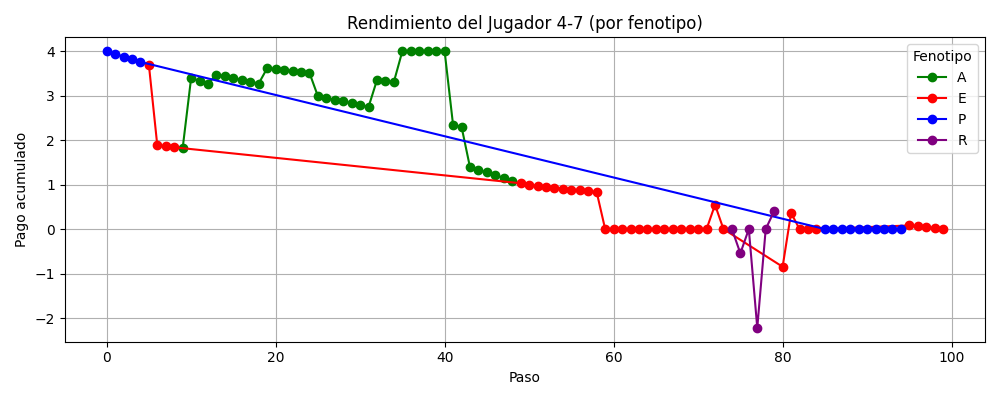 Rendimiento del Jugador 4-7 (por fenotipo)
Pago acumulado
4
3
2
1
0
−1
−2
0 20 40 60 80 100
Paso
Fenotipo
A
E
P
R